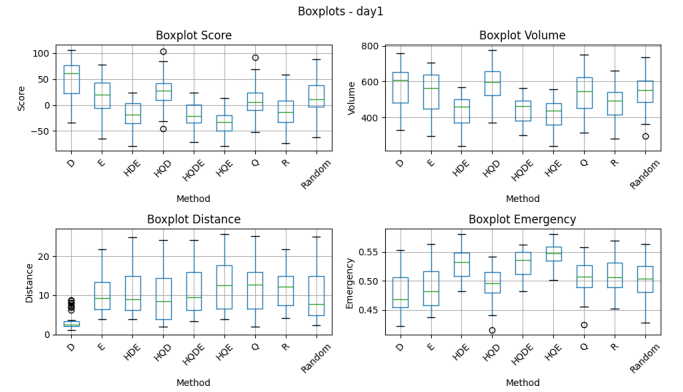 Boxplots - day1
Boxplot Score
Score
100
50
0
−50
D E HDE HQD HQDE HQE Q R Random
Method
Boxplot Volume
Volume
800
600
400
D E HDE HQD HQDE HQE Q R Random
Method
Boxplot Distance
Distance
20
10
0
D E HDE HQD HQDE HQE Q R Random
Method
Boxplot Emergency
Emergency
0.55
0.50
0.45
D E HDE HQD HQDE HQE Q R Random
Method